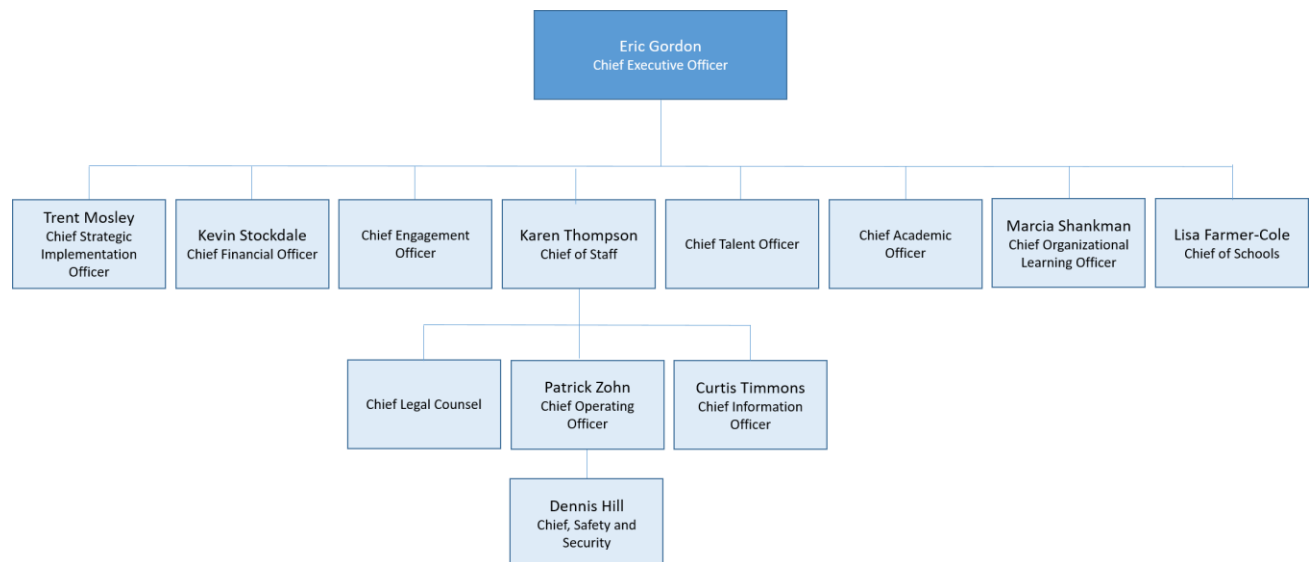 Eric Gordon
Chief Executive Officer
Trent Mosley
Chief Strategic
Implementation
Officer
Kevin Stockdale
Chief Financial Officer
Chief Engagement
Officer
Karen Thompson
Chief of Staff
Chief Talent Officer
Chief Academic
Officer
Marcia Shankman
Chief Organizational
Learning Officer
Lisa Farmer-Cole
Chief of Schools
Chief Legal Counsel
Patrick Zohn
Chief Operating
Officer
Curtis Timmons
Chief Information
Officer
Dennis Hill
Chief, Safety and
Security